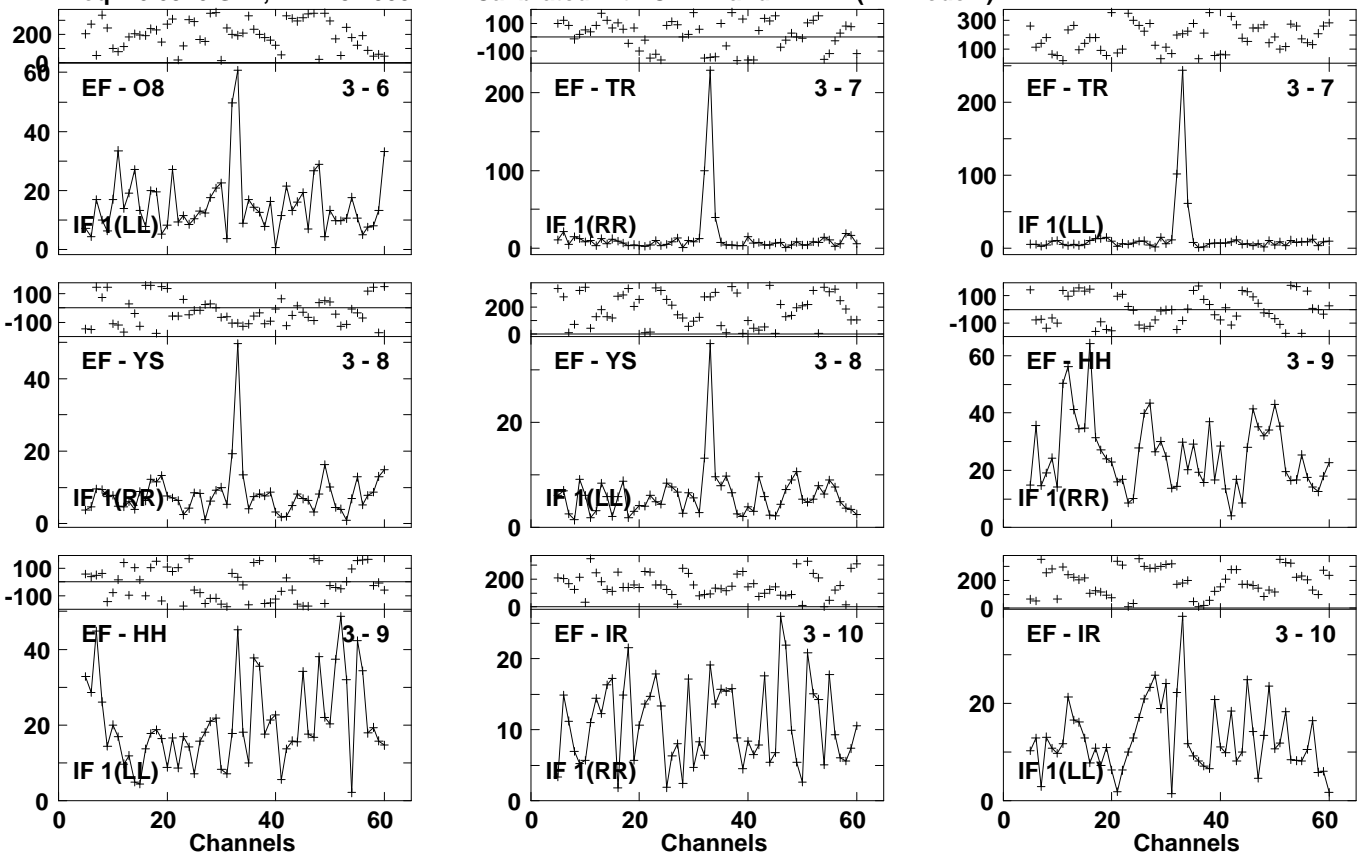 200
0
100
-100
300
100
60
EF - O8 3 - 6
40
20
IF 1(LL)
0
EF - TR 3 - 7
200
100
IF 1(RR)
0
EF - TR 3 - 7
200
100
IF 1(LL)
0
100
-100
200
0
100
-100
EF - YS 3 - 8
40
20
IF 1(RR)
0
EF - YS 3 - 8
20
IF 1(LL)
0
EF - HH 3 - 9
60
40
20
IF 1(RR)
0
100
-100
200
0
200
0
EF - HH 3 - 9
40
20
IF 1(LL)
0
EF - IR 3 - 10
20
10
IF 1(RR)
0
EF - IR 3 - 10
20
IF 1(LL)
0
0 20 40 60
Channels
0 20 40 60
Channels
0 20 40 60
Channels